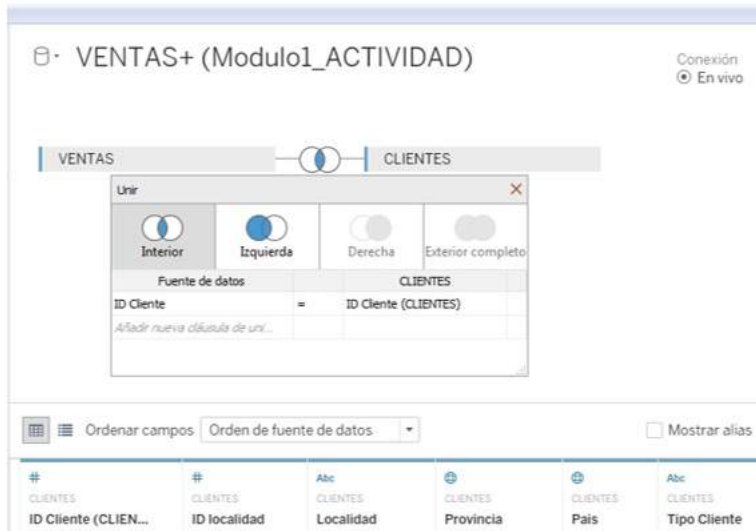 VENTAS+ (Modulo1_ACTIVIDAD)
Conexión
En vivo
VENTAS
CLIENTES
Unir
Interior Izquierda Derecha Exterior completo
Fuente de datos CLIENTES
ID Cliente = ID Cliente (CLIENTES)
Añadir nueva cláusula de uni...
Ordenar campos Orden de fuente de datos Mostrar alias
# # Abc Abc
CLIENTES CLIENTES CLIENTES CLIENTES CLIENTES CLIENTES
ID Cliente (CLIEN... ID localidad Localidad Provincia Pais Tipo Cliente